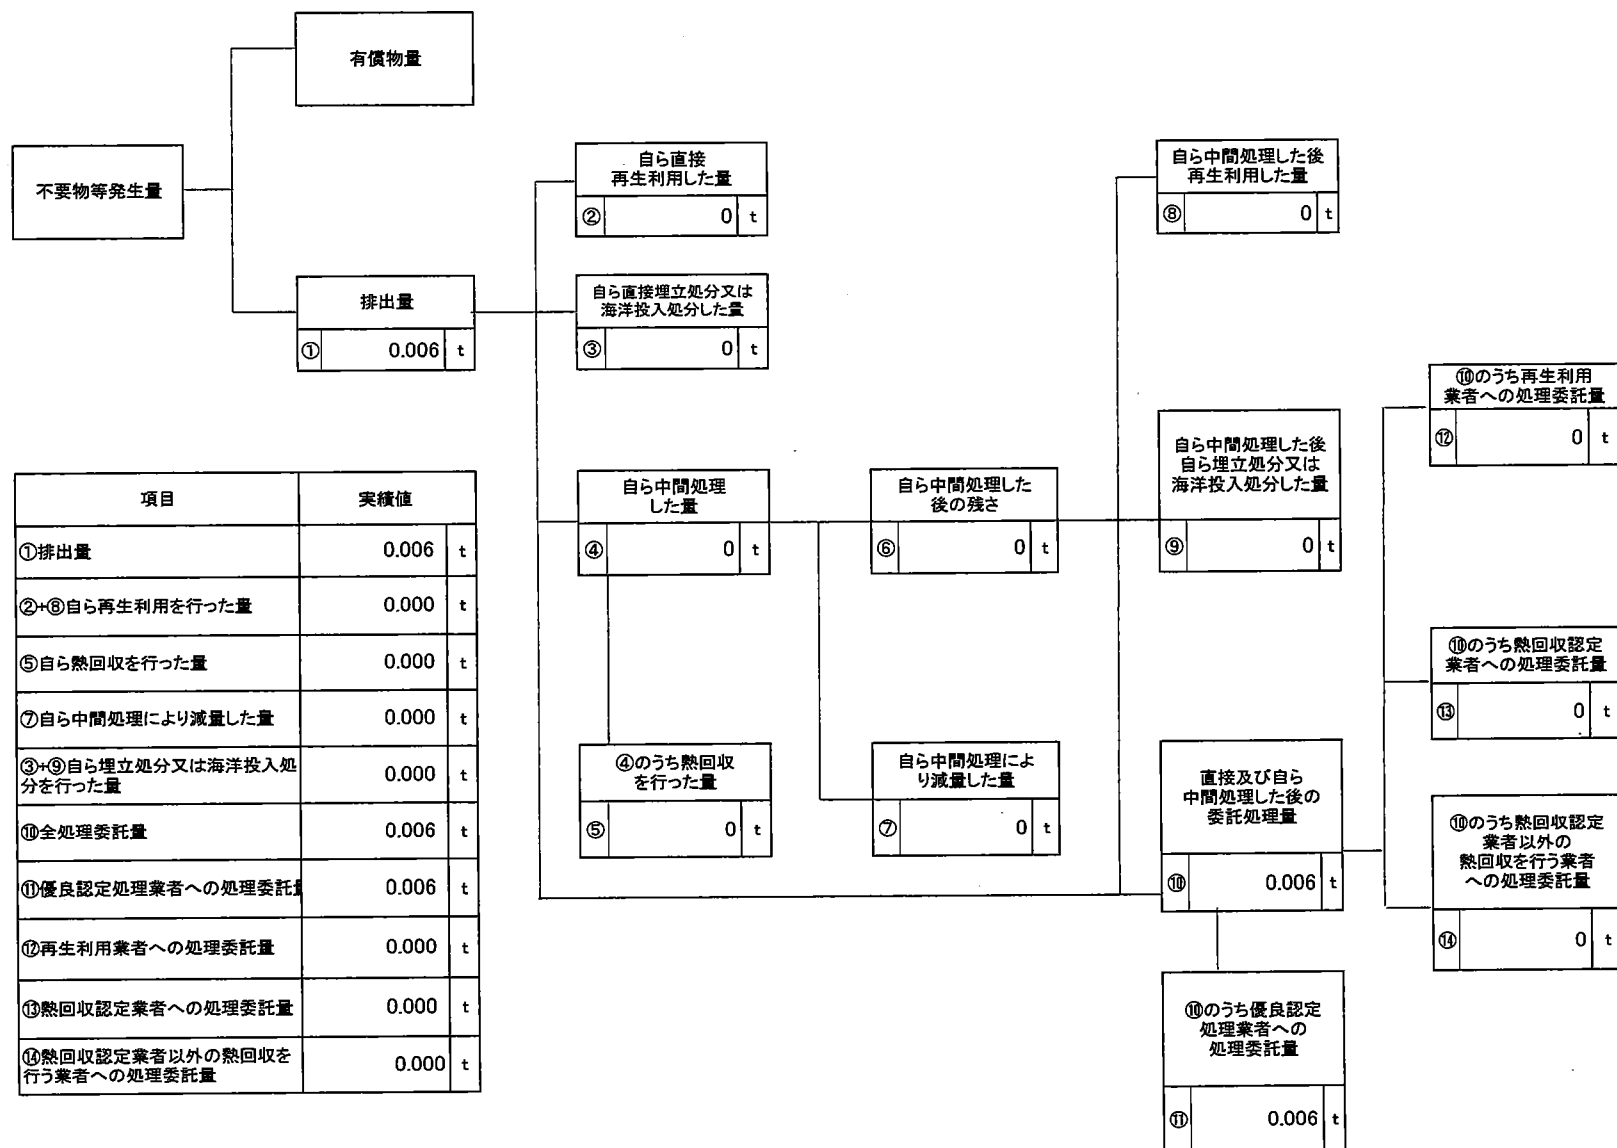 有償物量
不要物等発生量
排出量
① 0.006 t
自ら直接
再生利用した量
② 0 t
自ら直接埋立処分又は
海洋投入処分した量
③ 0 t
自ら中間処理
した量
④ 0 t
④のうち熱回収
を行った量
⑤ 0 t
自ら中間処理した
後の残さ
⑥ 0 t
自ら中間処理によ
り減量した量
⑦ 0 t
自ら中間処理した後
再生利用した量
⑧ 0 t
自ら中間処理した後
自ら埋立処分又は
海洋投入処分した量
⑨ 0 t
直接及び自ら
中間処理した後の
委託処理量
⑩ 0.006 t
⑩のうち優良認定
処理業者への
処理委託量
⑪ 0.006 t
⑩のうち再生利用
業者への処理委託量
⑫ 0 t
⑩のうち熱回収認定
業者への処理委託量
⑬ 0 t
⑩のうち熱回収認定
業者以外の
熱回収を行う業者
への処理委託量
⑭ 0 t
項目 実績値
①排出量 0.006 t
②+⑧自ら再生利用を行った量 0.000 t
⑤自ら熱回収を行った量 0.000 t
⑦自ら中間処理により減量した量 0.000 t
③+⑨自ら埋立処分又は海洋投入処
分を行った量 0.000 t
⑩全処理委託量 0.006 t
⑪優良認定処理業者への処理委託量 0.006 t
⑫再生利用業者への処理委託量 0.000 t
⑬熱回収認定業者への処理委託量 0.000 t
⑭熱回収認定業者以外の熱回収を
行う業者への処理委託量 0.000 t